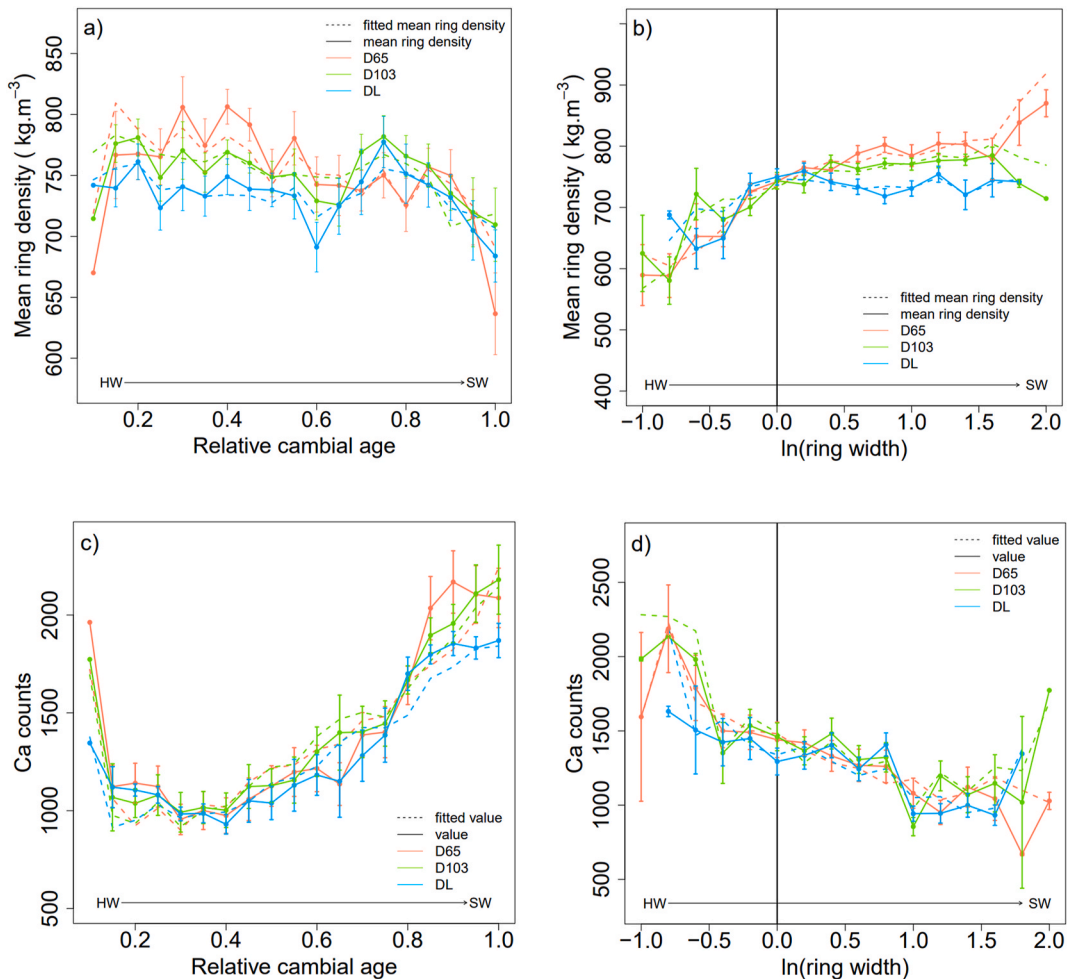 a)
fitted mean ring density
mean ring density
D65
D103
DL
Mean ring density ( kg.m−3)
850
800
750
700
650
600
HW
SW
0.2
0.4
0.6
0.8
1.0
Relative cambial age
b)
Mean ring density ( kg.m−3)
900
800
700
600
500
400
fitted mean ring density
mean ring density
D65
D103
DL
HW
SW
−1.0
−0.5
0.0
0.5
1.0
1.5
2.0
ln(ring width)
c)
Ca counts
2000
1500
1000
500
fitted value
value
D65
D103
DL
HW
SW
0.2
0.4
0.6
0.8
1.0
Relative cambial age
d)
fitted value
value
D65
D103
DL
Ca counts
2500
2000
1500
1000
500
HW
SW
−1.0
−0.5
0.0
0.5
1.0
1.5
2.0
ln(ring width)